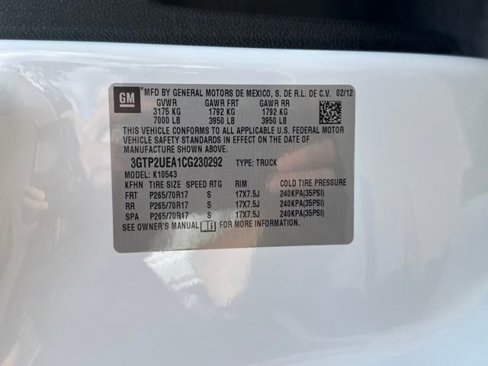 GM
MFD BY GENERAL MOTORS DE MEXICO, S. DE R.L. DE C.V. 02/12
GVWR GAWR FRT GAWR RR
3175 KG 1792 KG 1792 KG
7000 LB 3950 LB 3950 LB
THIS VEHICLE CONFORMS TO ALL APPLICABLE U.S. FEDERAL MOTOR
VEHICLE SAFETY STANDARDS IN EFFECT ON THE DATE OF
MANUFACTURE SHOWN ABOVE.
3GTP2UEA1CG230292 TYPE: TRUCK
MODEL: K10543
KFHN TIRE SIZE SPEED RTG RIM COLD TIRE PRESSURE
FRT P265/70R17 S 17X7.5J 240KPA(35PSI)
RR P265/70R17 S 17X7.5J 240KPA(35PSI)
SPA P265/70R17 S 17X7.5J 240KPA(35PSI)
SEE OWNER'S MANUAL FOR MORE INFORMATION